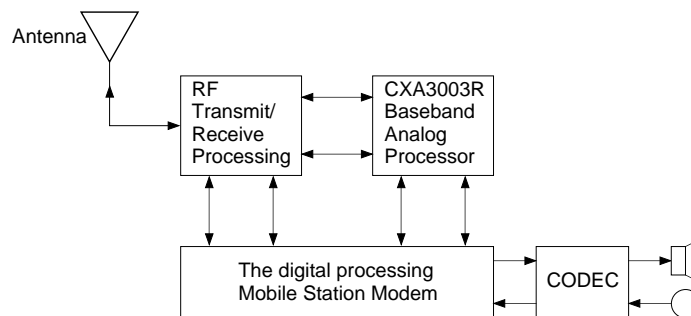 Antenna
RF
Transmit/
Receive
Processing
CXA3003R
Baseband
Analog
Processor
The digital processing
Mobile Station Modem
CODEC